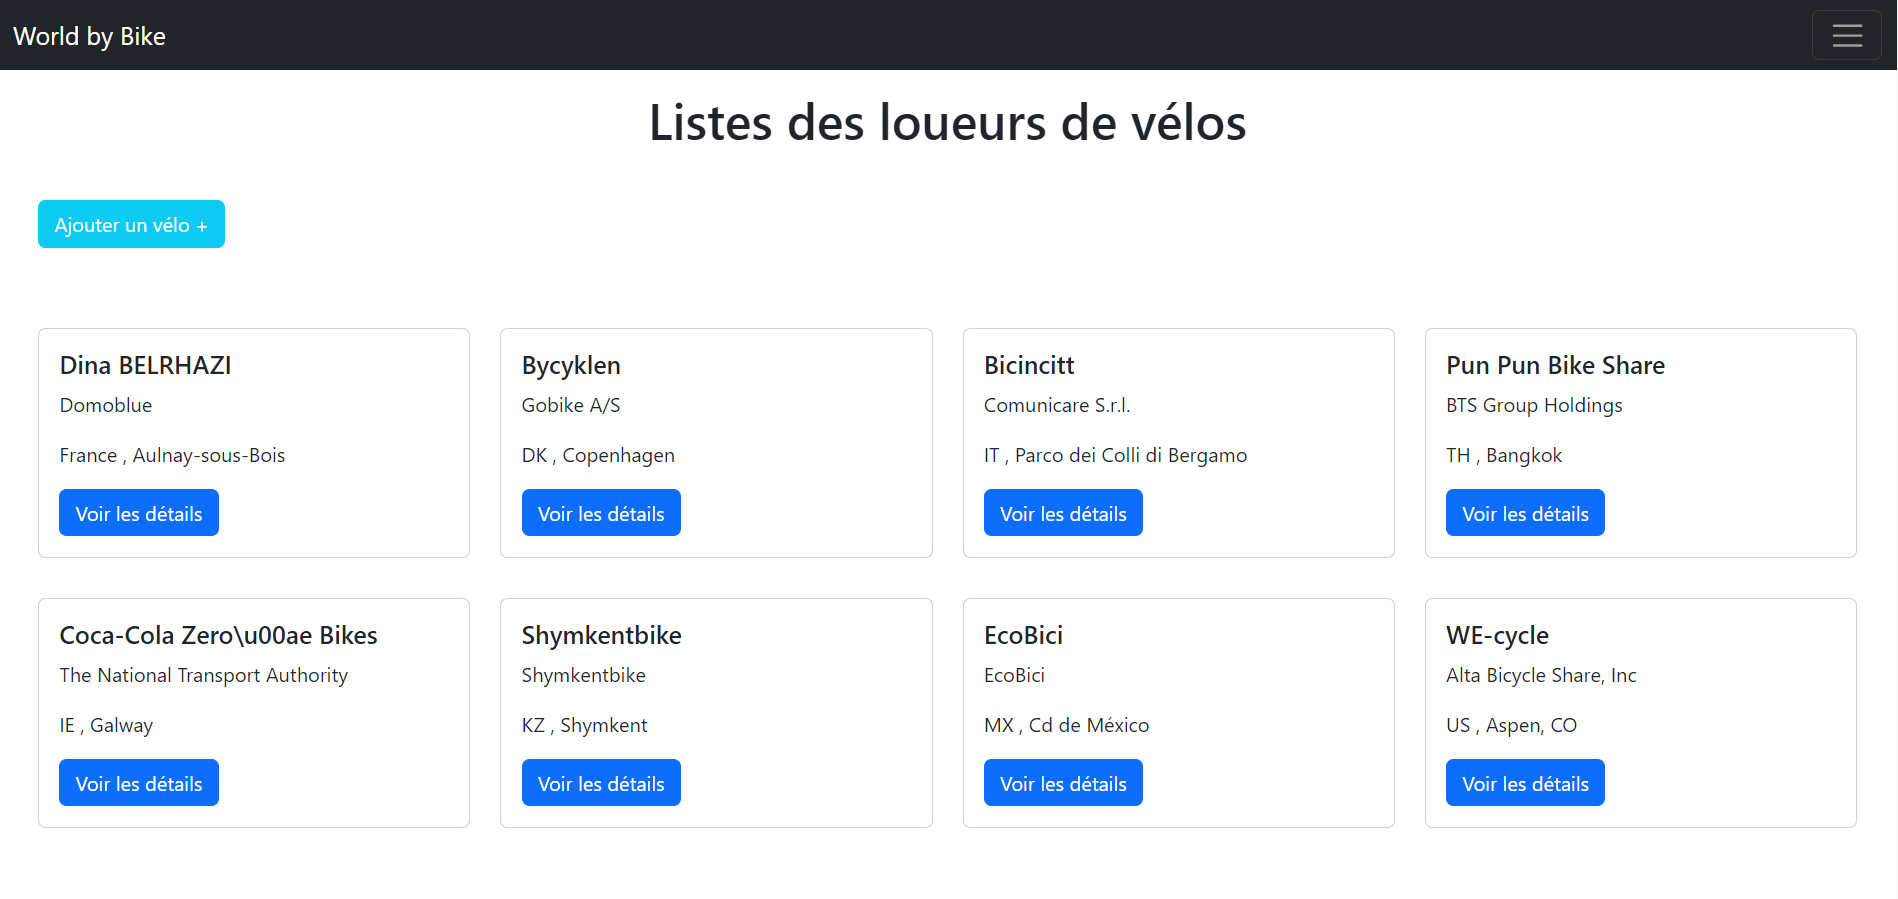 World by Bike
Listes des loueurs de vélos
Ajouter un vélo +
Dina BELRHAZI
Domoblue
France , Aulnay-sous-Bois
Voir les détails
Bycyklen
Gobike A/S
DK , Copenhagen
Voir les détails
Bicincitt
Comunicare S.r.l.
IT , Parco dei Colli di Bergamo
Voir les détails
Pun Pun Bike Share
BTS Group Holdings
TH , Bangkok
Voir les détails
Coca-Cola Zero\u00ae Bikes
The National Transport Authority
IE , Galway
Voir les détails
Shymkentbike
Shymkentbike
KZ , Shymkent
Voir les détails
EcoBici
EcoBici
MX , Cd de México
Voir les détails
WE-cycle
Alta Bicycle Share, Inc
US , Aspen, CO
Voir les détails